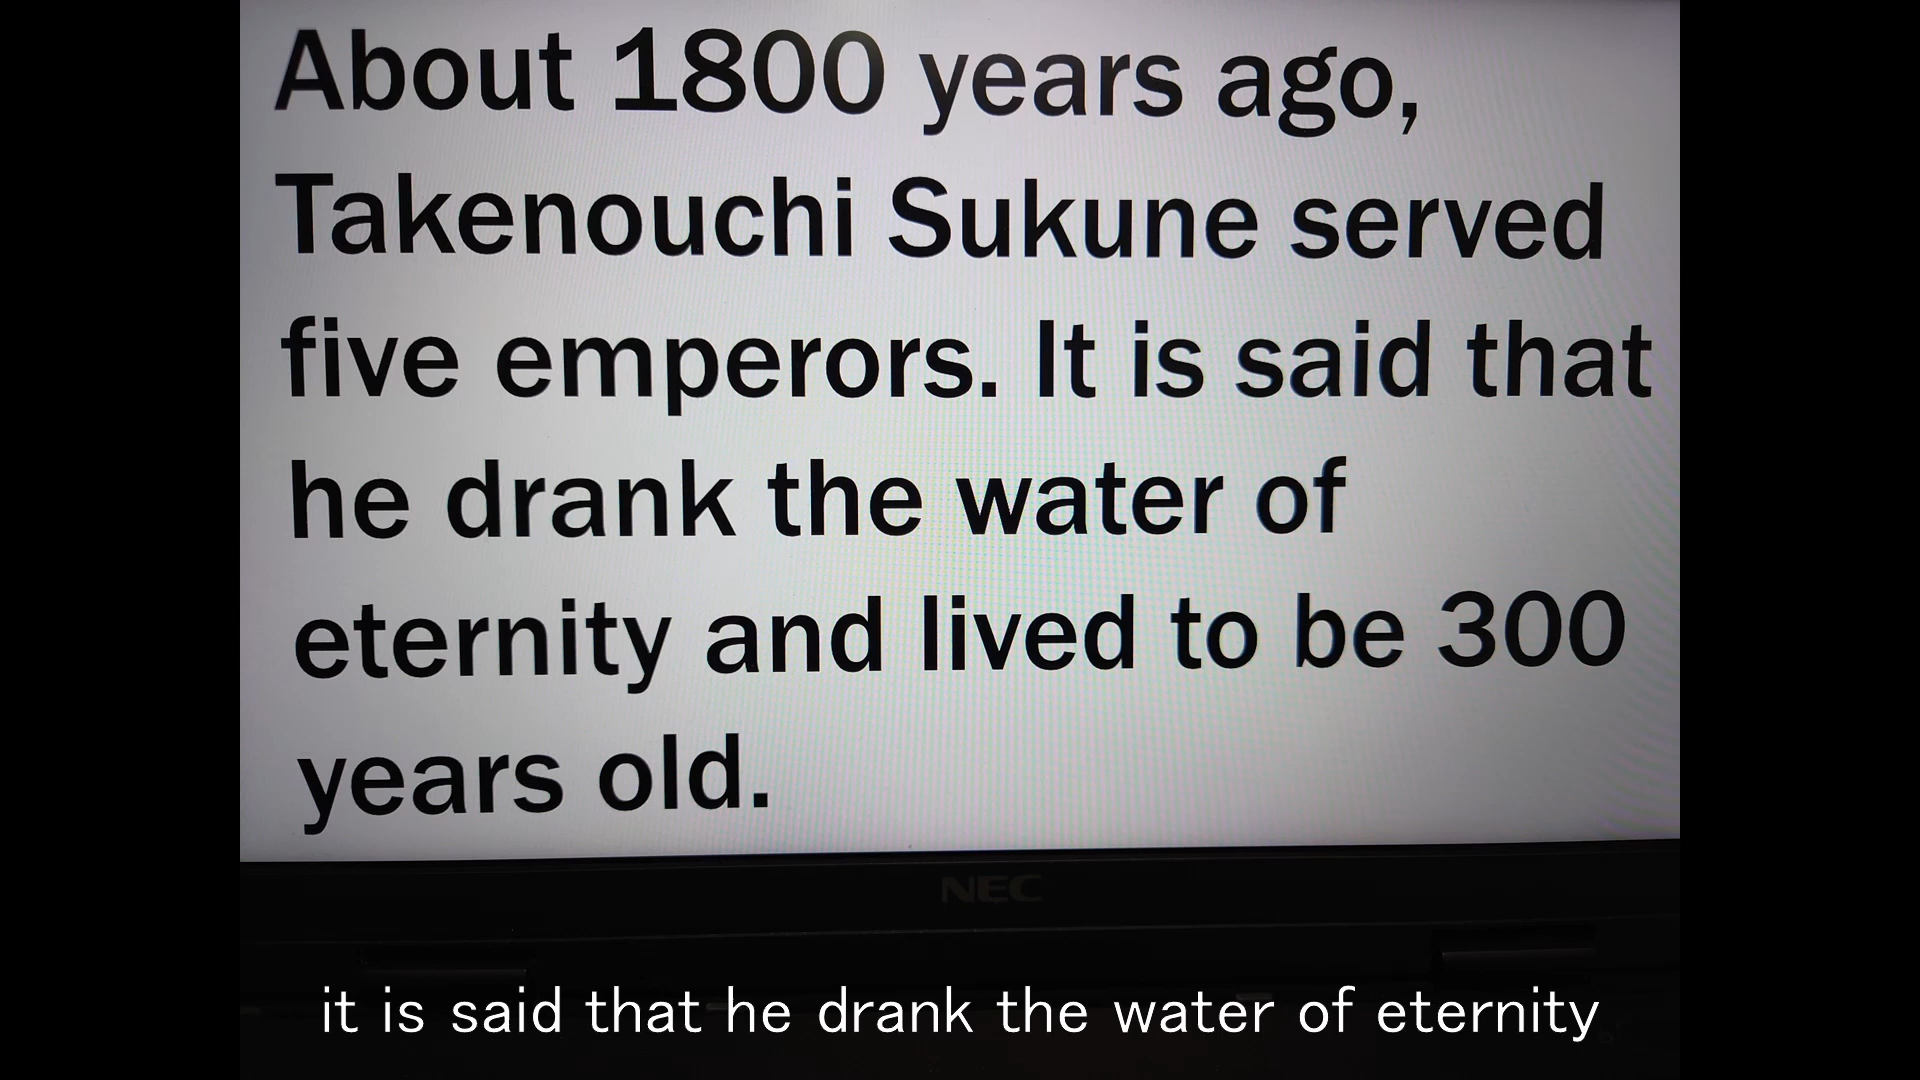 About 1800 years ago,
Takenouchi Sukune served
five emperors. It is said that
he drank the water of
eternity and lived to be 300
years old.
NEC
it is said that he drank the water of eternity